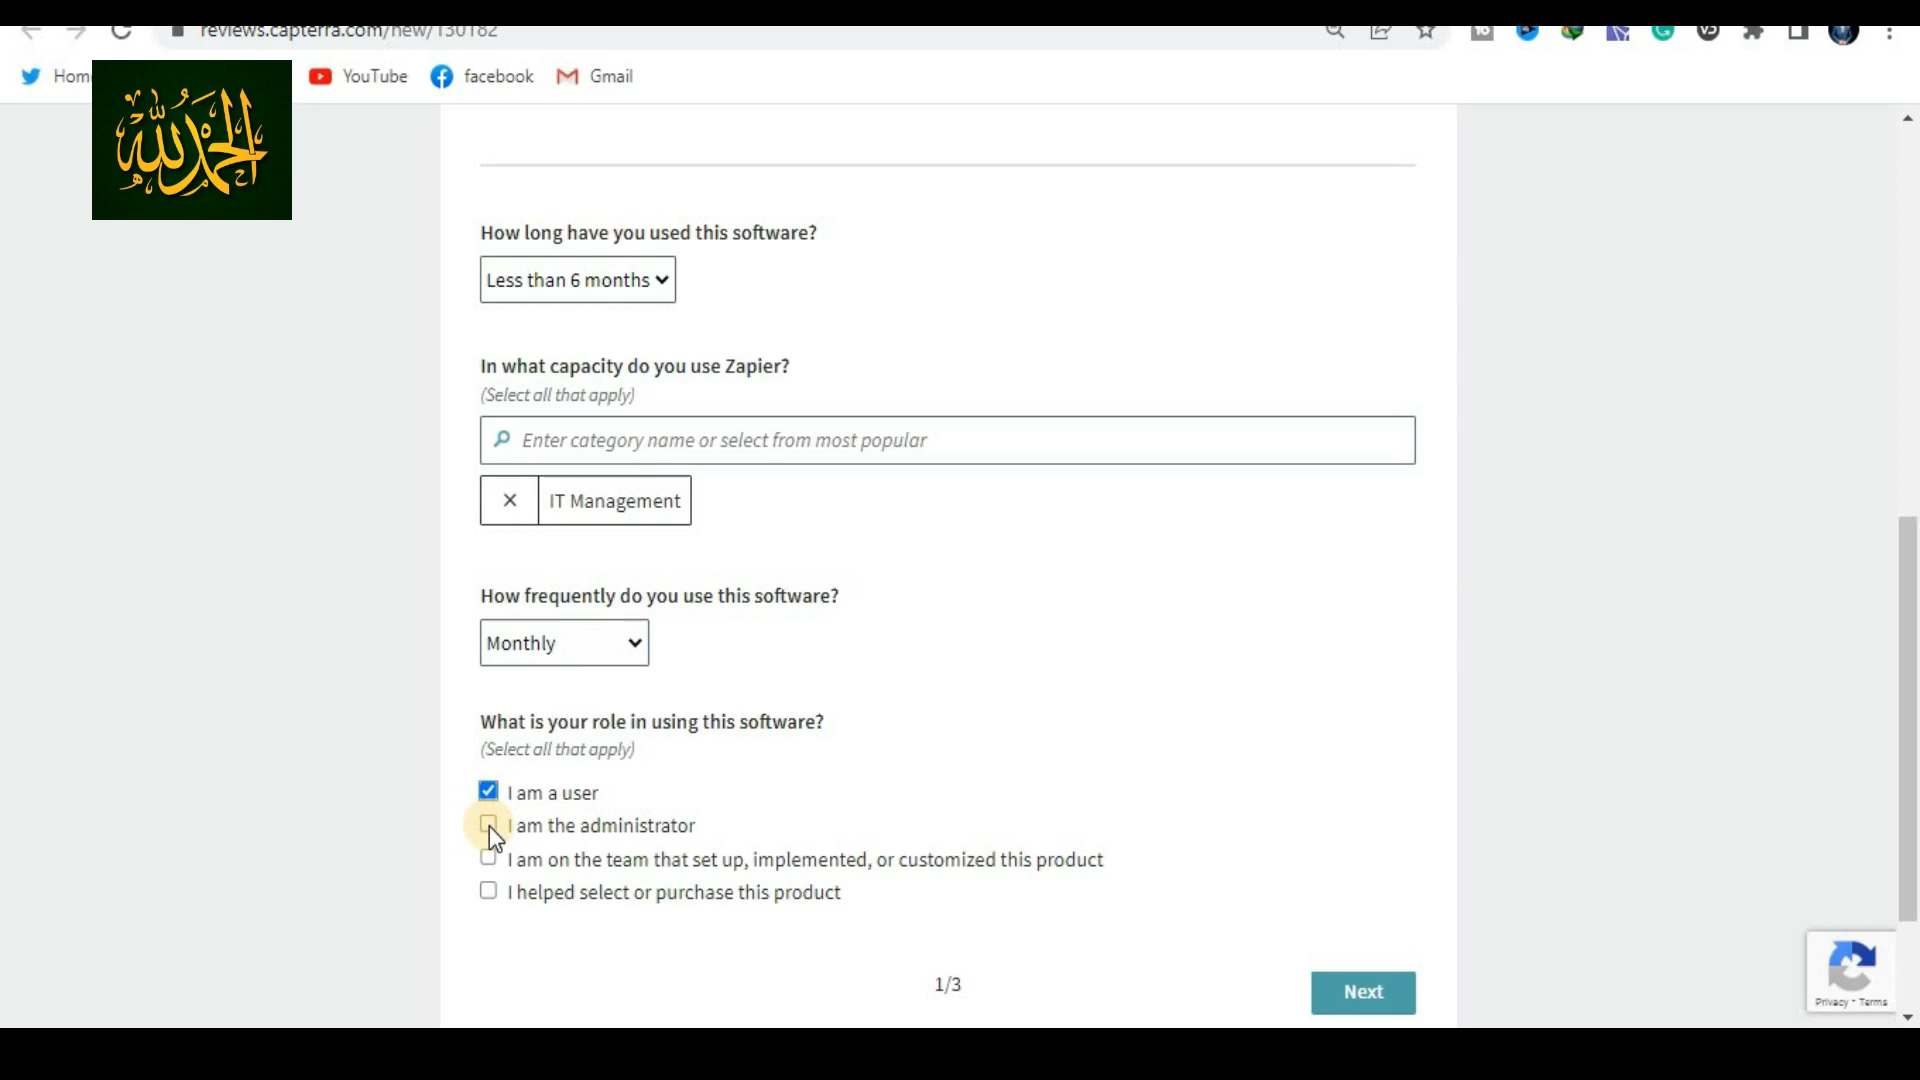 reviews.capterra.com/new/130182
Hom
YouTube
facebook
Gmail
الحمد لله
How long have you used this software?
Less than 6 months
In what capacity do you use Zapier?
(Select all that apply)
Enter category name or select from most popular
× IT Management
How frequently do you use this software?
Monthly
What is your role in using this software?
(Select all that apply)
I am a user
I am the administrator
I am on the team that set up, implemented, or customized this product
I helped select or purchase this product
1/3
Next
Privacy - Terms